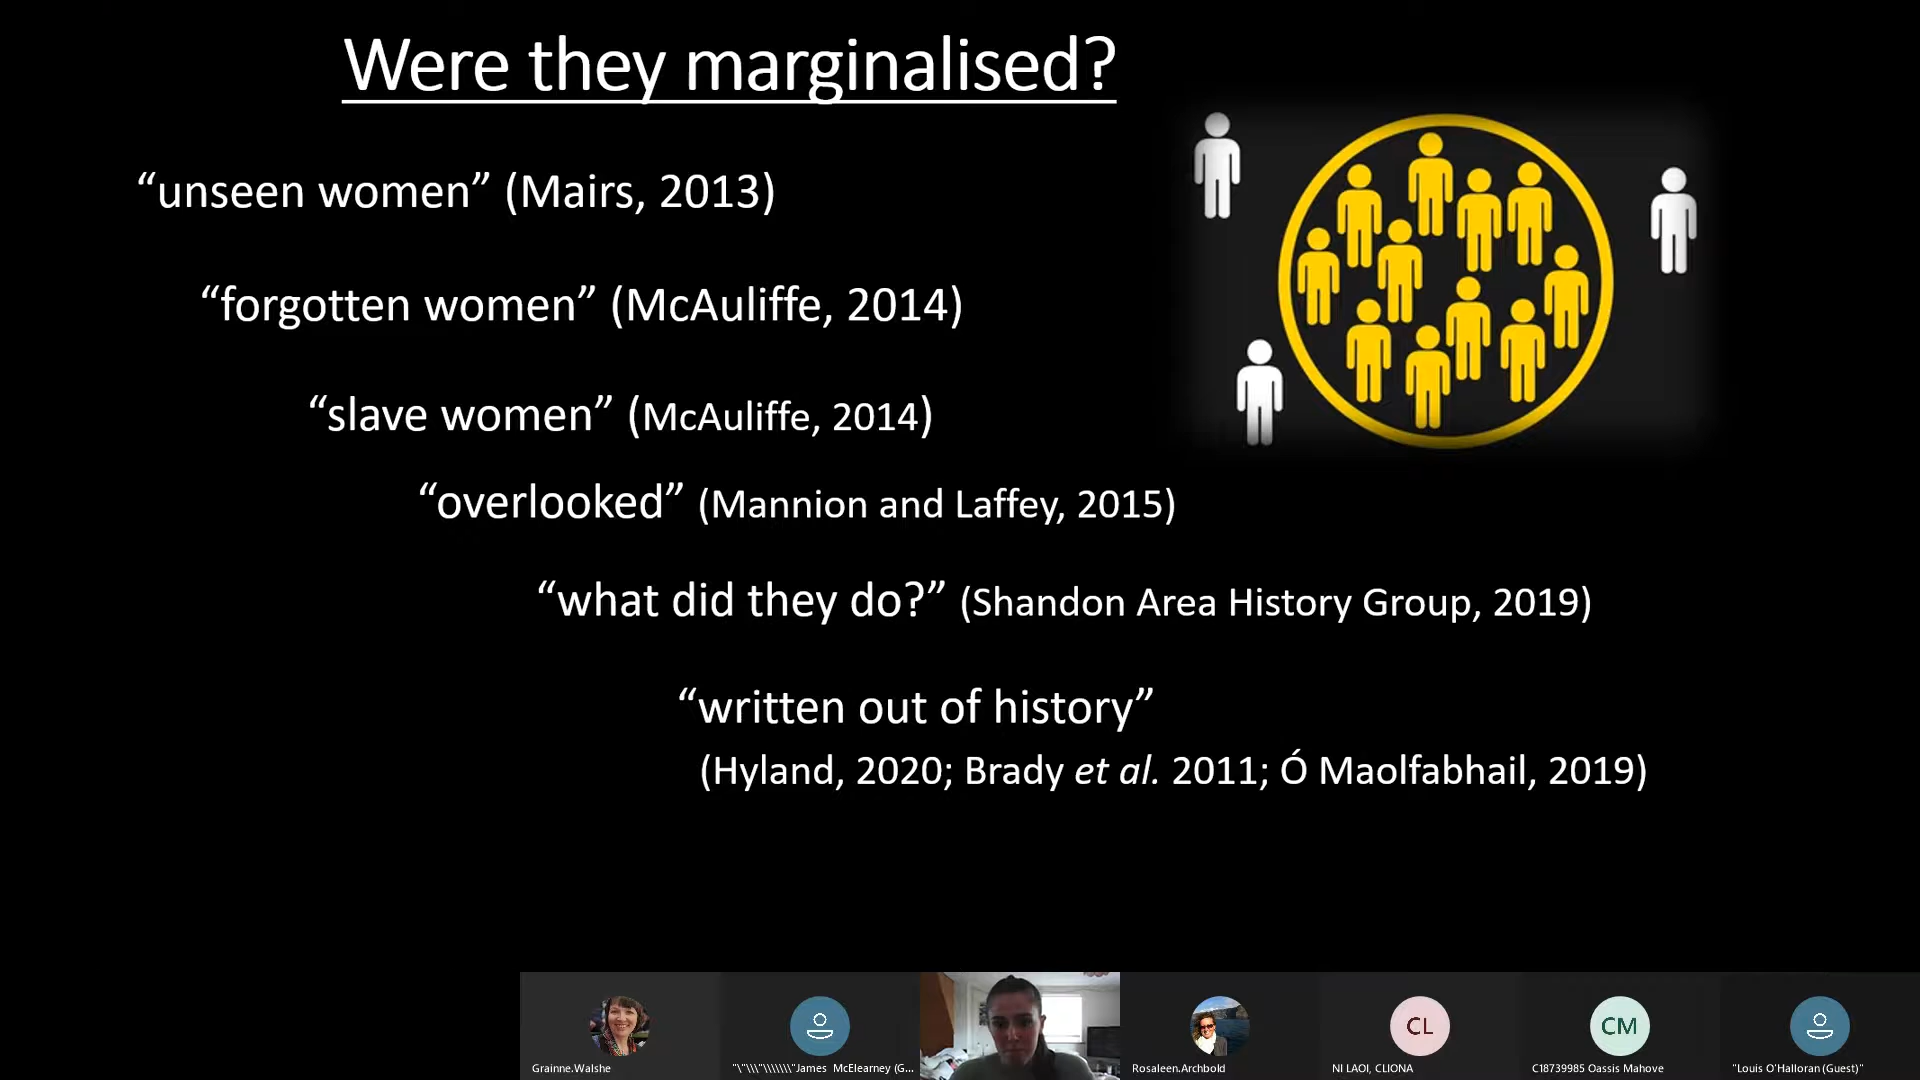 Were they marginalised?
“unseen women” (Mairs, 2013)
“forgotten women” (McAuliffe, 2014)
“slave women” (McAuliffe, 2014)
“overlooked” (Mannion and Laffey, 2015)
“what did they do?” (Shandon Area History Group, 2019)
“written out of history”
(Hyland, 2020; Brady et al. 2011; Ó Maolfabhail, 2019)
CL
CM
Grainne.Walshe
"\"\\\"\\\\\\\"James McElearney (G...
Rosaleen.Archbold
NI LAOI, CLIONA
C18739985 Oassis Mahove
"Louis O'Halloran (Guest)"